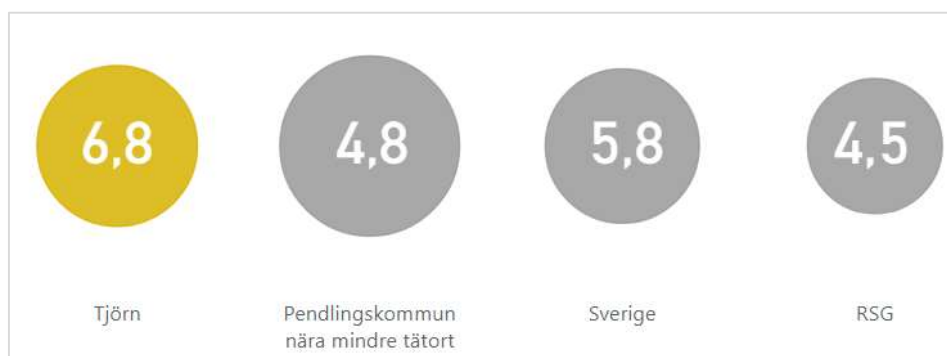 6,8
4,8
5,8
4,5
Tjörn
Pendlingskommun
nära mindre tätort
Sverige
RSG